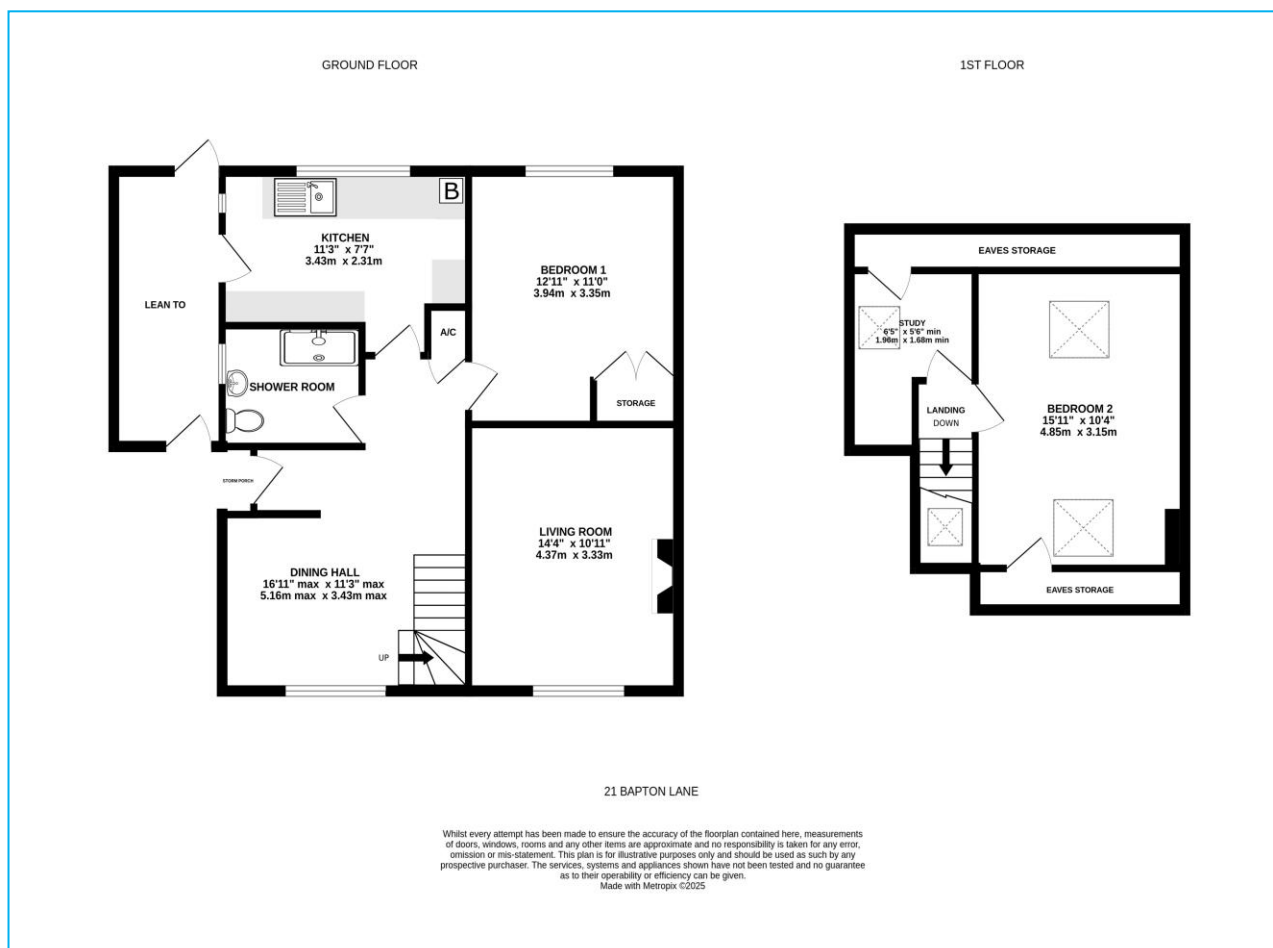 GROUND FLOOR
1ST FLOOR
B
KITCHEN
11'3" x 7'7"
3.43m x 2.31m
BEDROOM 1
12'11" x 11'0"
3.94m x 3.35m
LEAN TO
A/C
SHOWER ROOM
STORAGE
STORM PORCH
LIVING ROOM
14'4" x 10'11"
4.37m x 3.33m
DINING HALL
16'11" max x 11'3" max
5.16m max x 3.43m max
UP
EAVES STORAGE
STUDY
6'5" x 5'6" min
1.96m x 1.68m min
LANDING
DOWN
BEDROOM 2
15'11" x 10'4"
4.85m x 3.15m
EAVES STORAGE
21 BAPTON LANE
Whilst every attempt has been made to ensure the accuracy of the floorplan contained here, measurements
of doors, windows, rooms and any other items are approximate and no responsibility is taken for any error,
omission or mis-statement. This plan is for illustrative purposes only and should be used as such by any
prospective purchaser. The services, systems and appliances shown have not been tested and no guarantee
as to their operability or efficiency can be given.
Made with Metropix ©2025